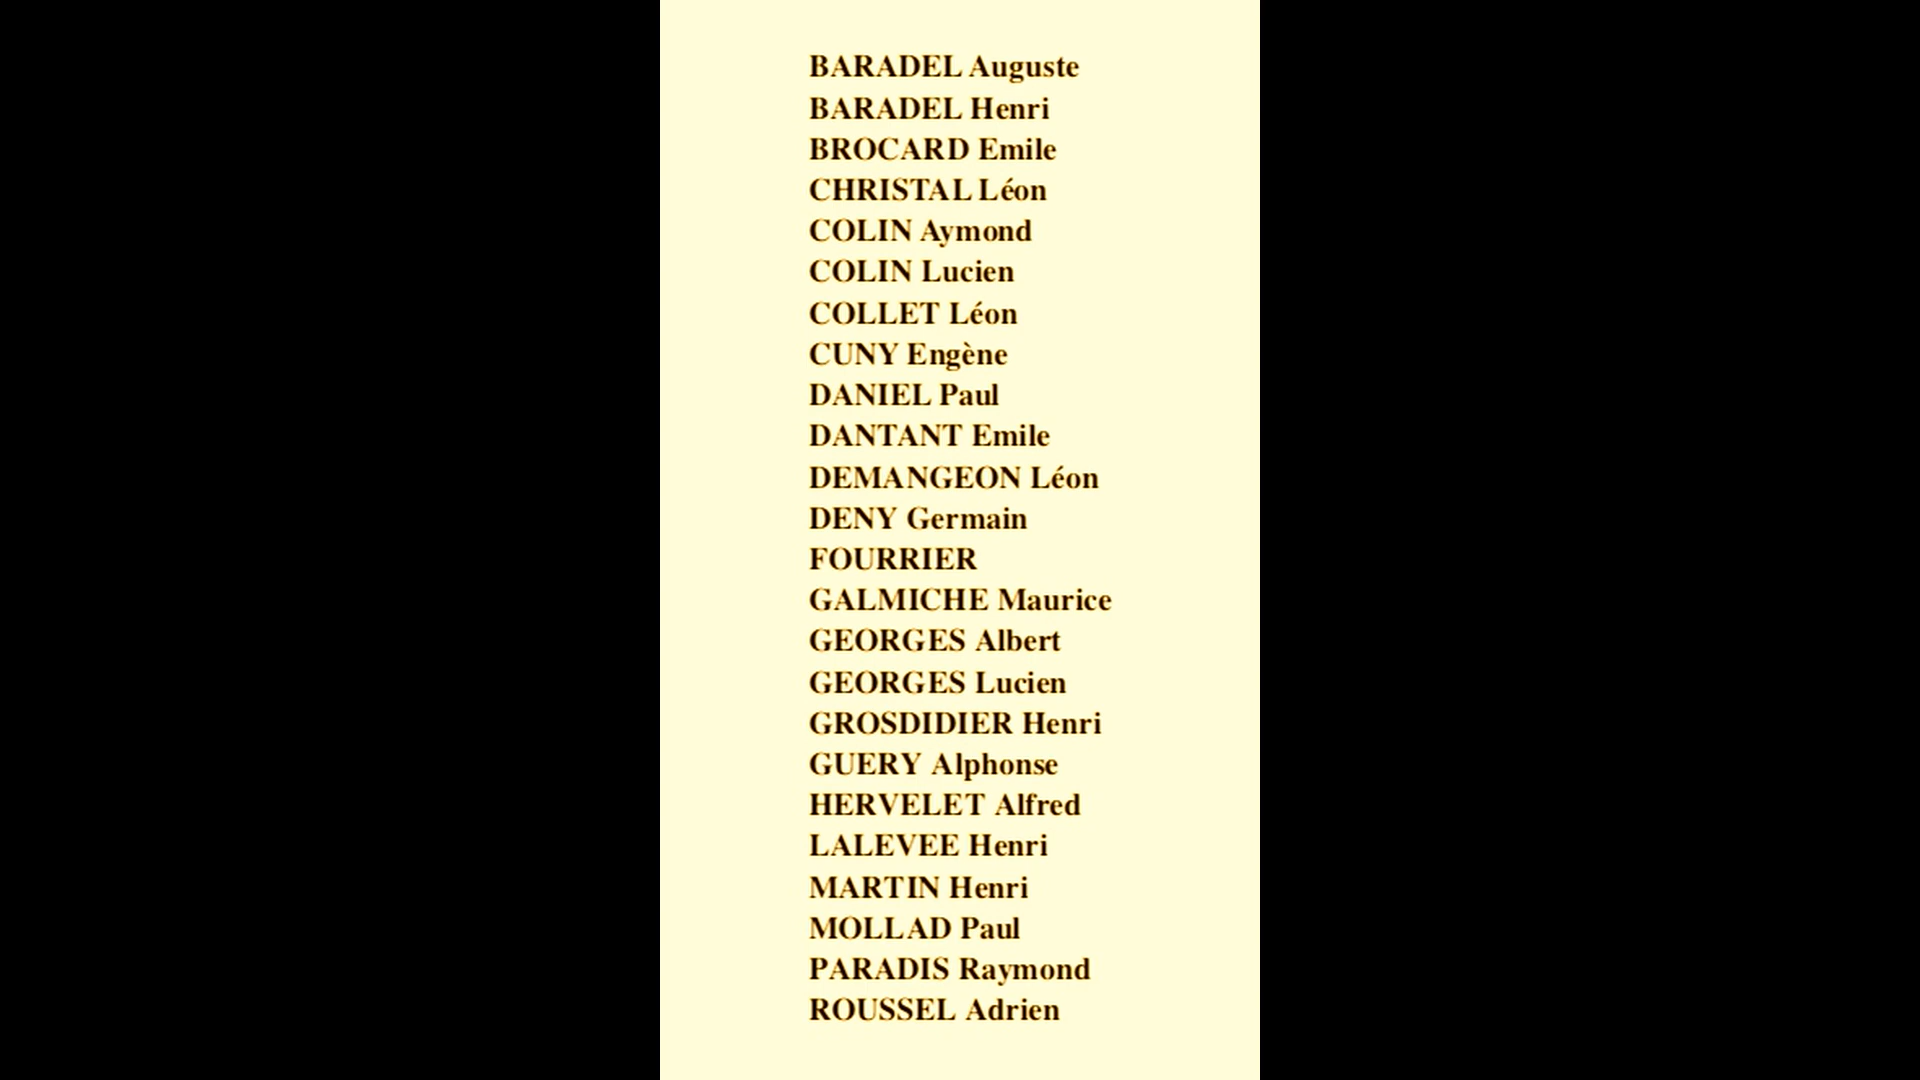 BARADEL Auguste
BARADEL Henri
BROCARD Emile
CHRISTAL Léon
COLIN Aymond
COLIN Lucien
COLLET Léon
CUNY Engène
DANIEL Paul
DANTANT Emile
DEMANGEON Léon
DENY Germain
FOURRIER
GALMICHE Maurice
GEORGES Albert
GEORGES Lucien
GROSDIDIER Henri
GUERY Alphonse
HERVELET Alfred
LALEVEE Henri
MARTIN Henri
MOLLAD Paul
PARADIS Raymond
ROUSSEL Adrien